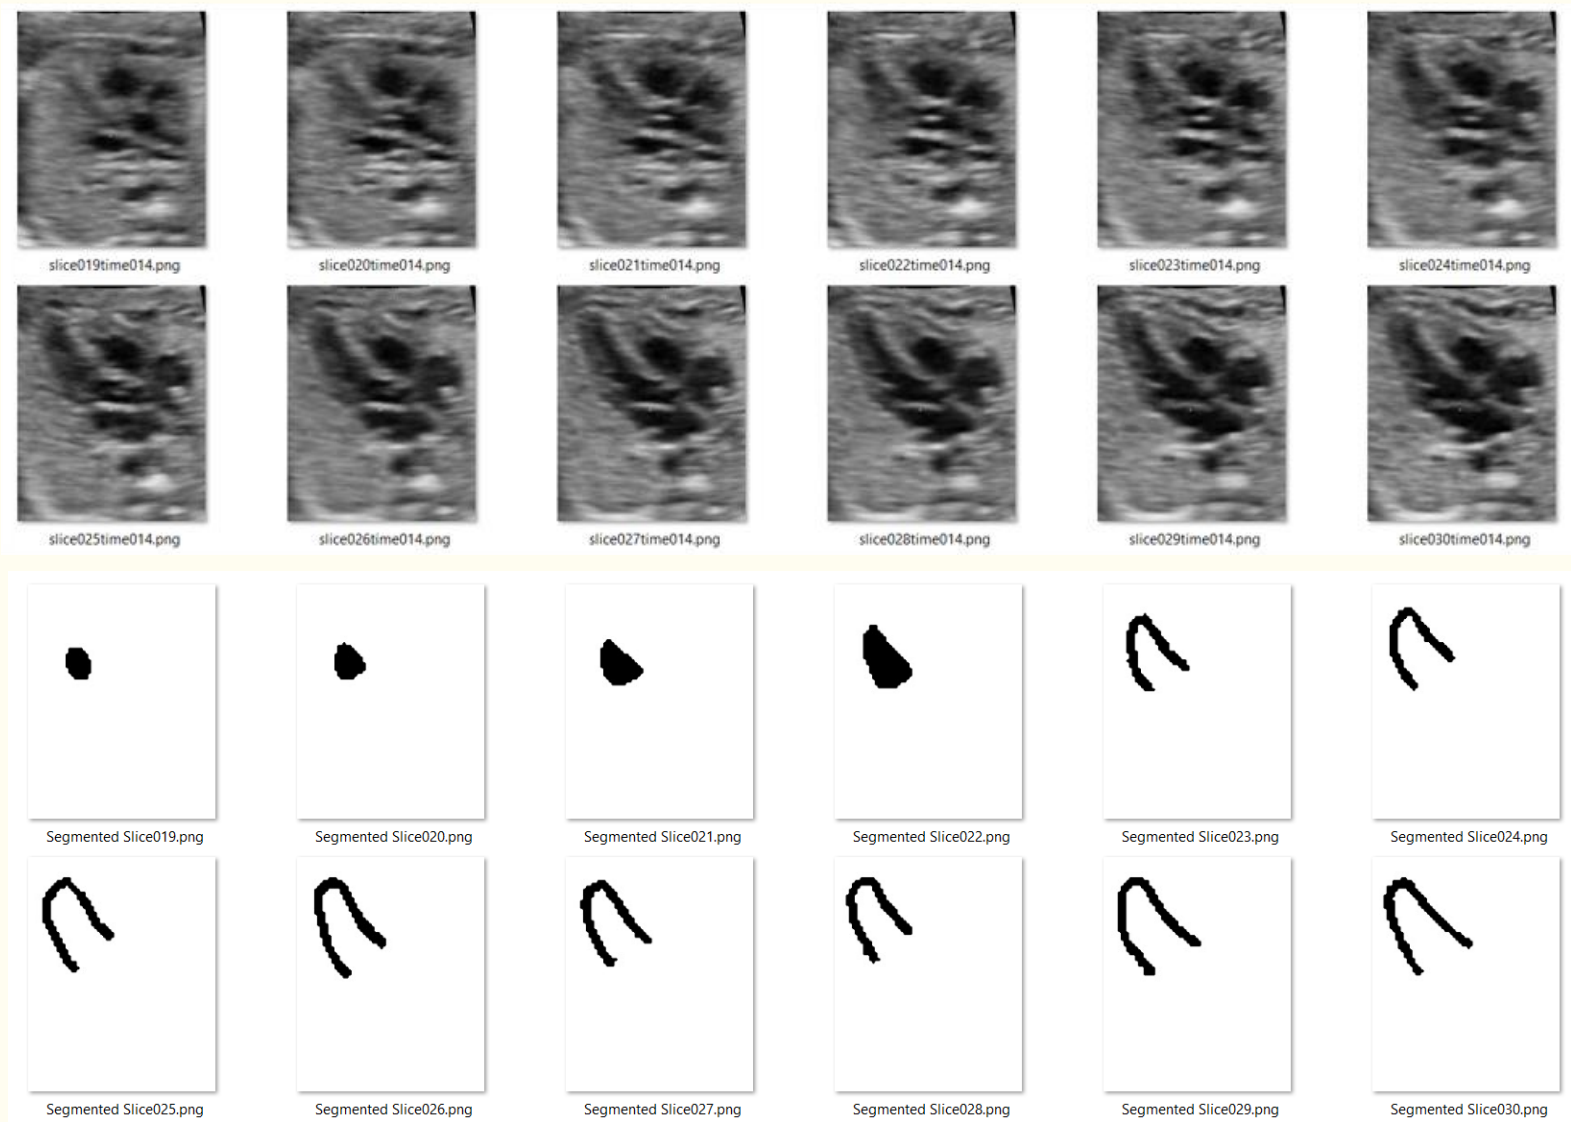 slice019time014.png slice020time014.png slice021time014.png slice022time014.png slice023time014.png slice024time014.png
slice025time014.png slice026time014.png slice027time014.png slice028time014.png slice029time014.png slice030time014.png
Segmented Slice019.png Segmented Slice020.png Segmented Slice021.png Segmented Slice022.png Segmented Slice023.png Segmented Slice024.png
Segmented Slice025.png Segmented Slice026.png Segmented Slice027.png Segmented Slice028.png Segmented Slice029.png Segmented Slice030.png